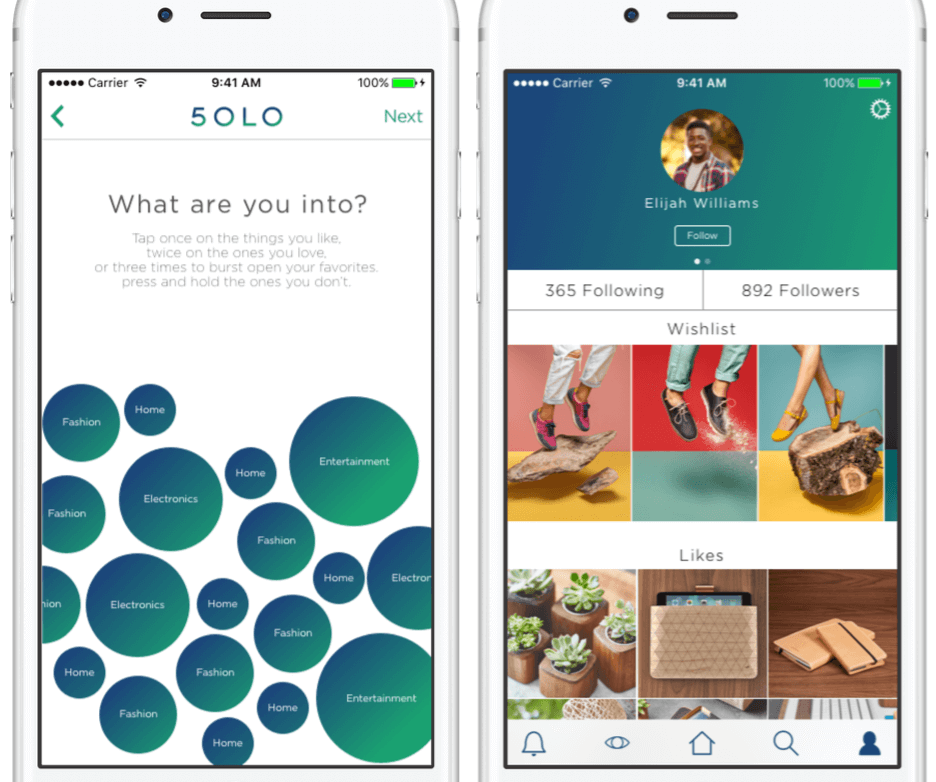 Carrier 9:41 AM 100%
5OLO Next
What are you into?
Tap once on the things you like,
twice on the ones you love,
or three times to burst open your favorites.
press and hold the ones you don't.
Home
Fashion
Entertainment
Home
Electronics
Fashion
Fashion
Home
Electron
hion
Electronics
Home
Fashion
Home
Fashion
Entertainment
Home
Fashion
Home
Carrier 9:41 AM 100%
Elijah Williams
Follow
365 Following 892 Followers
Wishlist
Likes